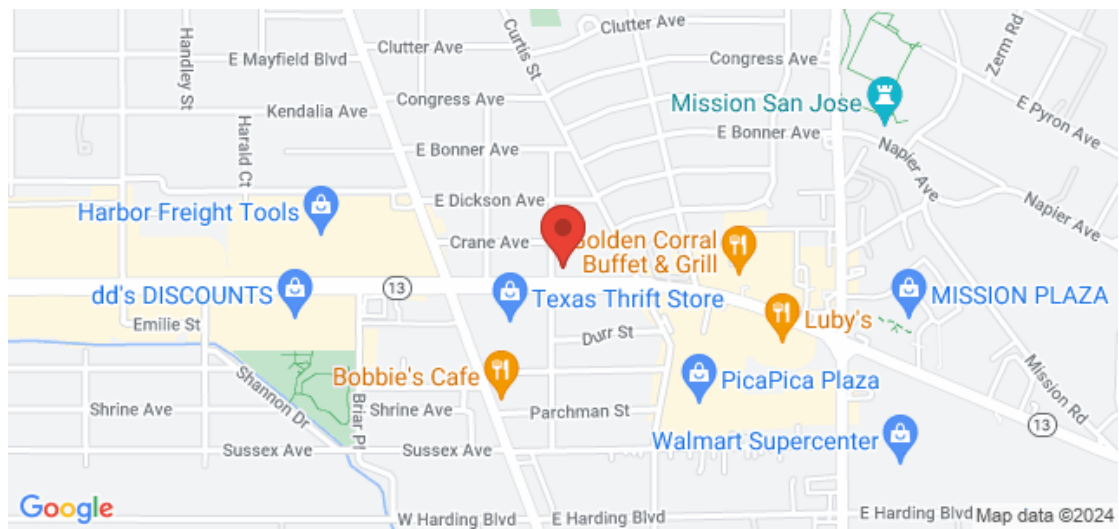 Clutter Ave
Handley St
Curtis St
Clutter Ave
E Mayfield Blvd
Congress Ave
Zerm Rd
Congress Ave
Kendalia Ave
Mission San Jose
E Pyron Ave
Harald Ct
E Bonner Ave
E Bonner Ave
Napier Ave
E Dickson Ave
Napier Ave
Harbor Freight Tools
Crane Ave
Golden Corral
Buffet & Grill
13
dd's DISCOUNTS
Texas Thrift Store
MISSION PLAZA
Emilie St
Luby's
Durr St
Shannon Dr
Bobbie's Cafe
PicaPica Plaza
Mission Rd
Briar Pl
Shrine Ave
Shrine Ave
Parchman St
13
Walmart Supercenter
Sussex Ave
Sussex Ave
Google
W Harding Blvd
E Harding Blvd
E Harding Blvd
Map data ©2024